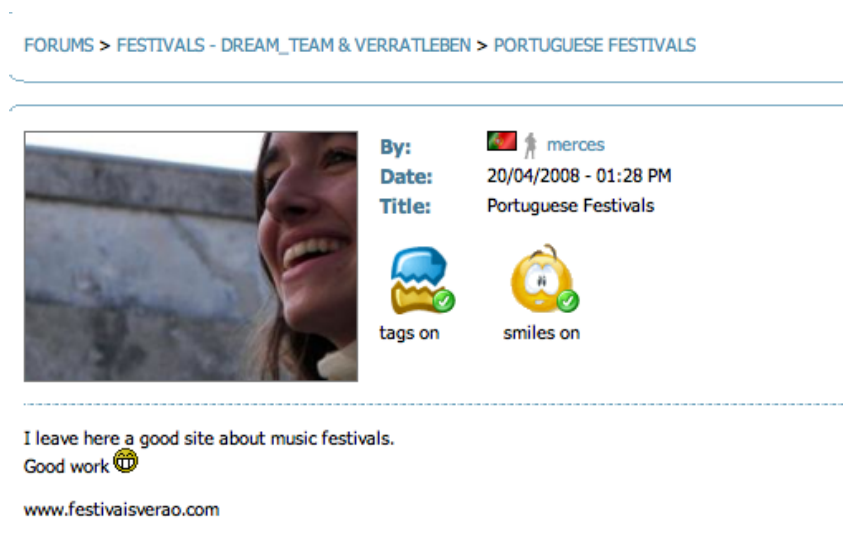 FORUMS > FESTIVALS - DREAM_TEAM & VERRATLEBEN > PORTUGUESE FESTIVALS
By: merces
Date: 20/04/2008 - 01:28 PM
Title: Portuguese Festivals
tags on smiles on
I leave here a good site about music festivals.
Good work
www.festivaisverao.com